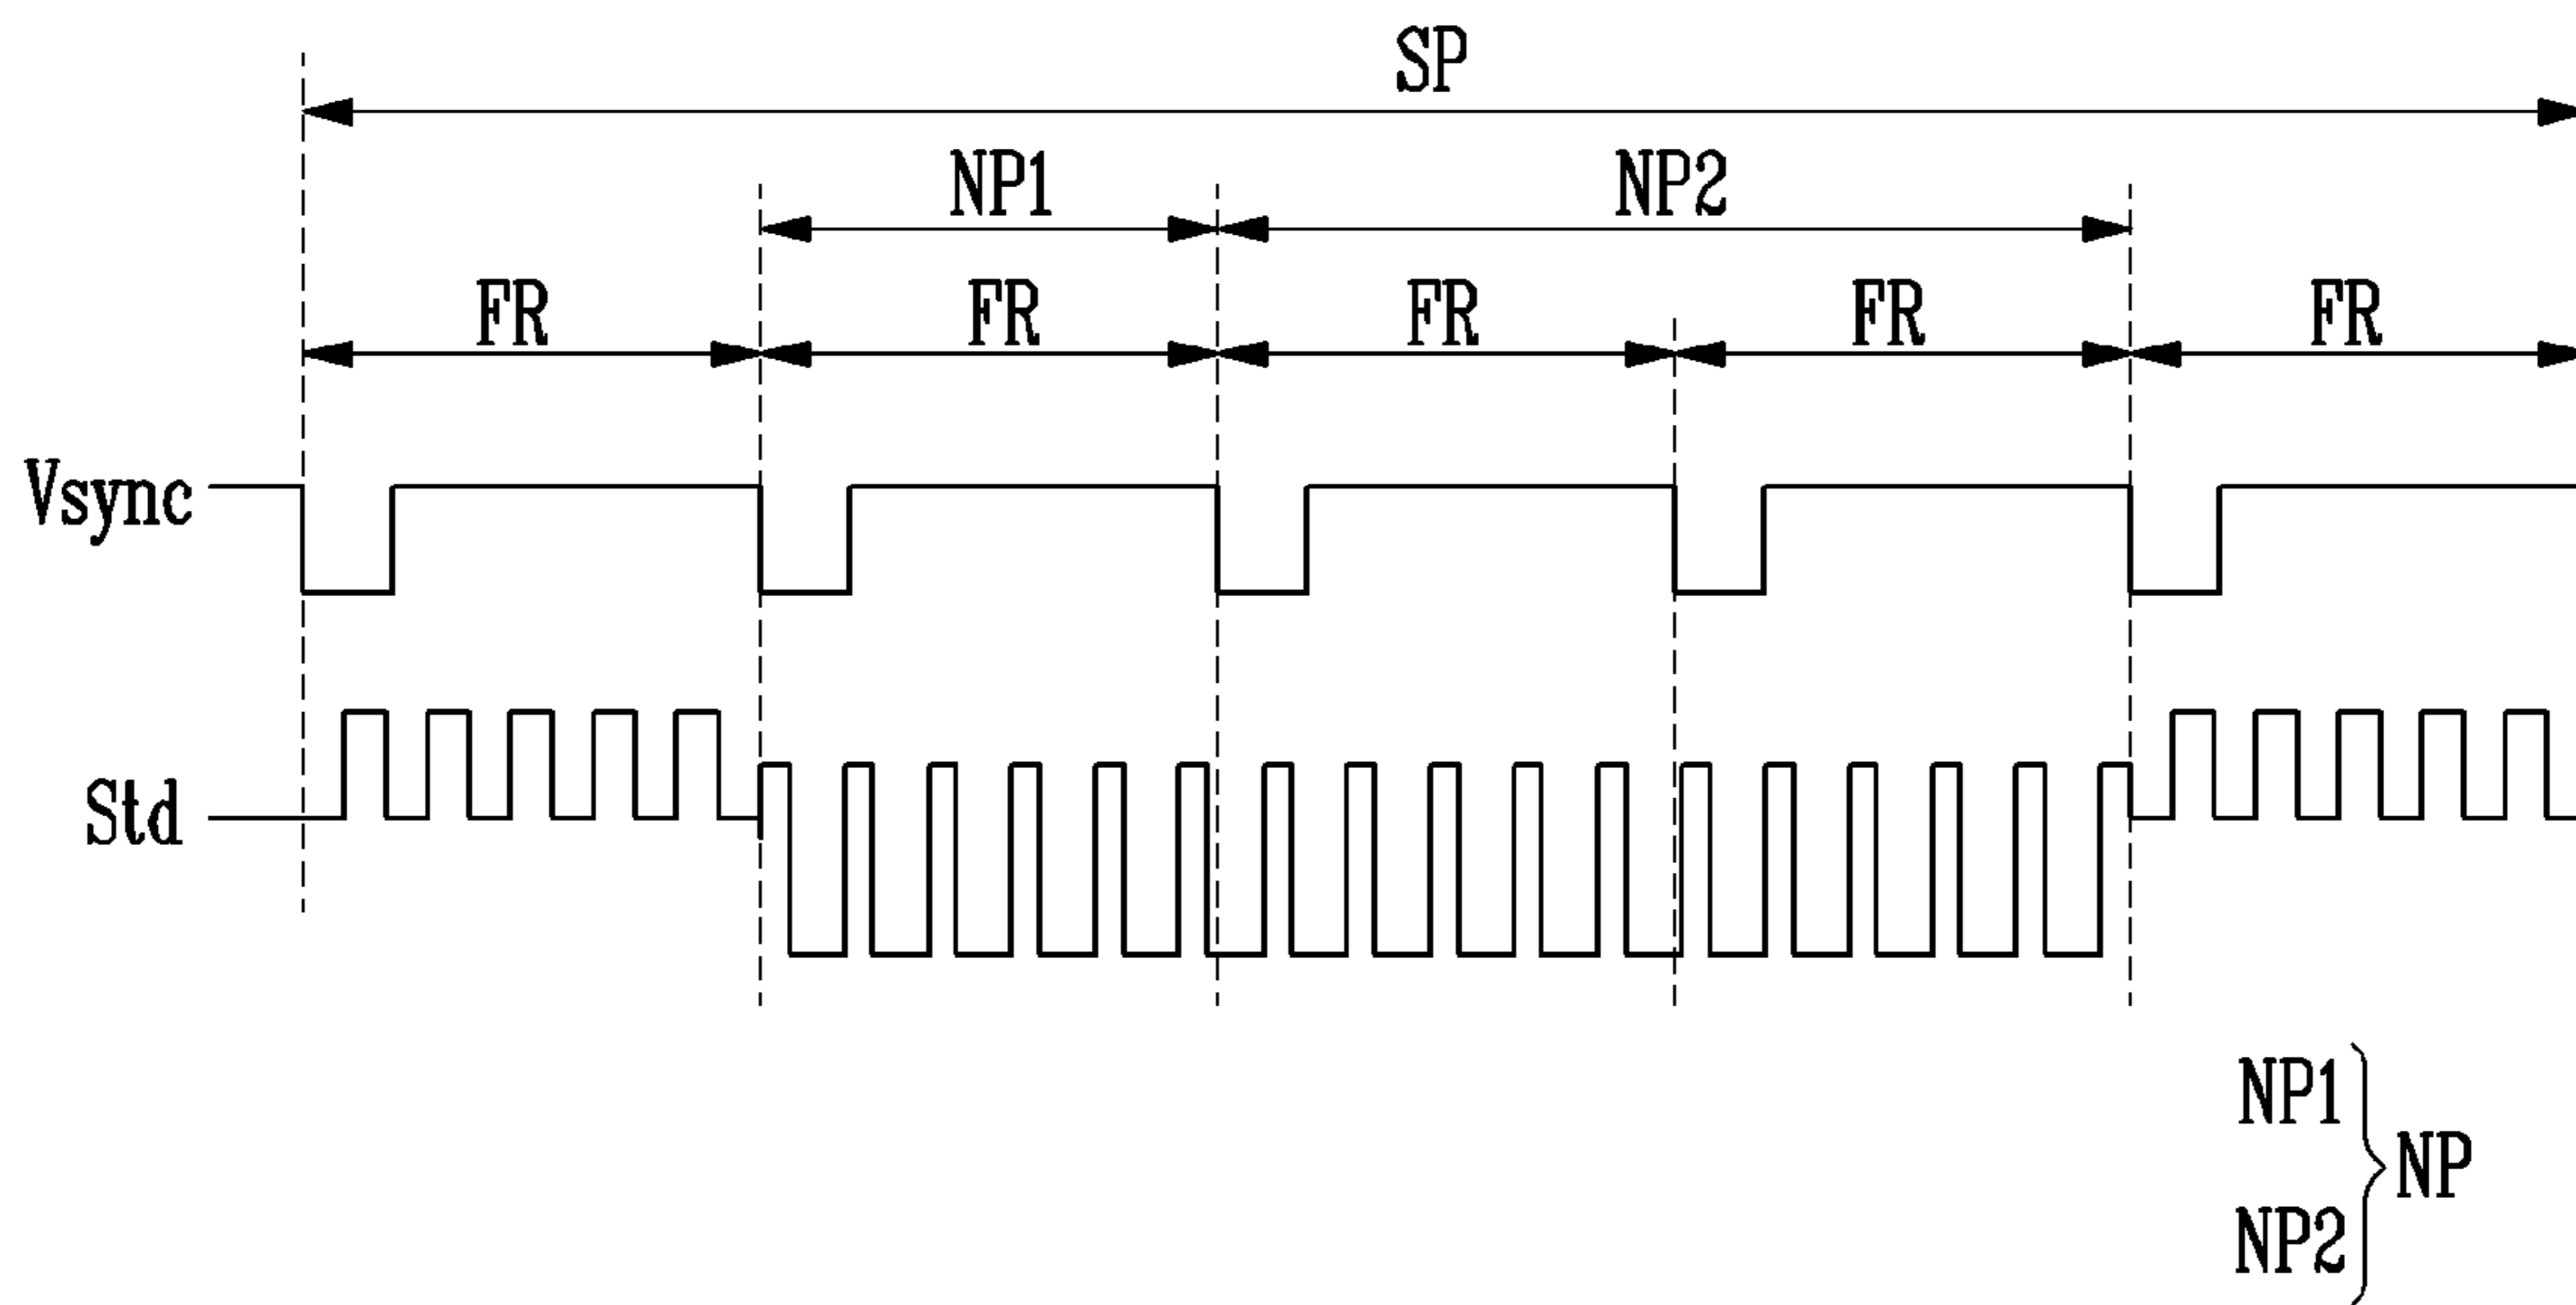 SP
NP1 NP2
FR FR FR FR FR
Vsync
Std
NP1
NP
NP2